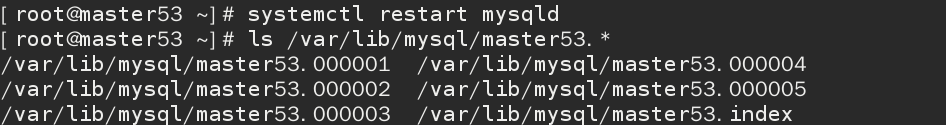 [root@master53 ~]# systemctl restart mysqld
[root@master53 ~]# ls /var/lib/mysql/master53.*
/var/lib/mysql/master53.000001  /var/lib/mysql/master53.000004
/var/lib/mysql/master53.000002  /var/lib/mysql/master53.000005
/var/lib/mysql/master53.000003  /var/lib/mysql/master53.index